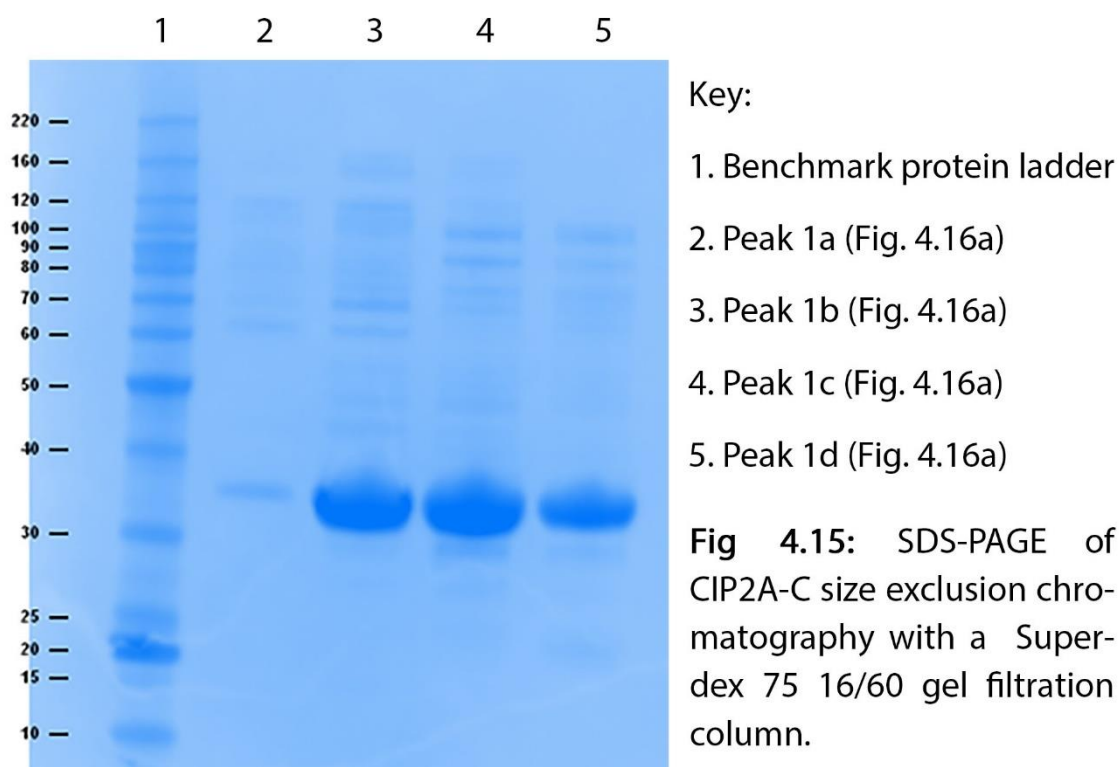 1 2 3 4 5
220 —
160 —
120 —
100 —
90 —
80 —
70 —
60 —
50 —
40 —
30 —
25 —
20 —
15 —
10 —
Key:
1. Benchmark protein ladder
2. Peak 1a (Fig. 4.16a)
3. Peak 1b (Fig. 4.16a)
4. Peak 1c (Fig. 4.16a)
5. Peak 1d (Fig. 4.16a)
Fig 4.15: SDS-PAGE of
CIP2A-C size exclusion chro-
matography with a Super-
dex 75 16/60 gel filtration
column.